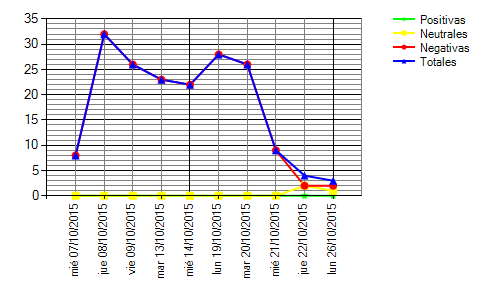 35
30
25
20
15
10
5
0
mié 07/10/2015
jue 08/10/2015
vie 09/10/2015
mar 13/10/2015
mié 14/10/2015
lun 19/10/2015
mar 20/10/2015
mié 21/10/2015
jue 22/10/2015
lun 26/10/2015
Positivas
Neutrales
Negativas
Totales